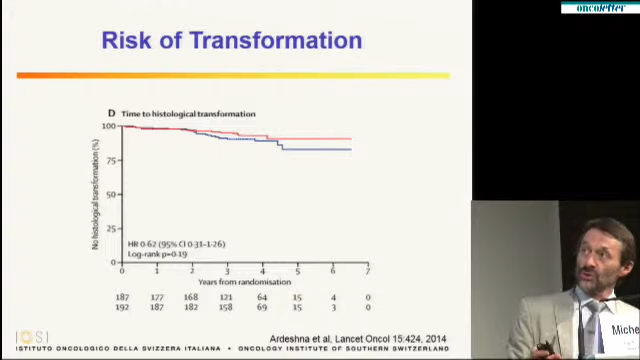 oncoletter
Risk of Transformation
D Time to histological transformation
No histological transformation (%)
100
75
50
25
0
HR 0·62 (95% CI 0·31–1·26)
Log-rank p=0·19
0 1 2 3 4 5 6 7
Years from randomisation
187 177 168 121 64 15 4 0
192 187 182 158 69 15 3 0
Ardeshna et al, Lancet Oncol 15:424, 2014
IOSI
ISTITUTO ONCOLOGICO DELLA SVIZZERA ITALIANA • ONCOLOGY INSTITUTE OF SOUTHERN SWITZERLAND
Miche